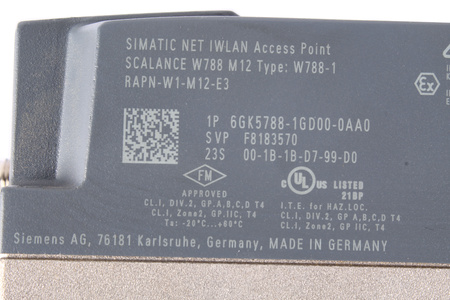 SIMATIC NET IWLAN Access Point
SCALANCE W788 M12 Type: W788-1
RAPN-W1-M12-E3
1P 6GK5788-1GD00-0AA0
SVP F8183570
23S 00-1B-1B-D7-99-D0
FM
APPROVED
CL.I, DIV.2, GP.A,B,C,D T4
CL.I, Zone2, GP.IIC, T4
Ta: -20°C...+60°C
c UL US LISTED
21BP
I.T.E. for HAZ.LOC.
CL.I, DIV.2, GP.A,B,C,D T4
CL.I, Zone2, GP.IIC, T4
Siemens AG, 76181 Karlsruhe, Germany, MADE IN GERMANY
Ex